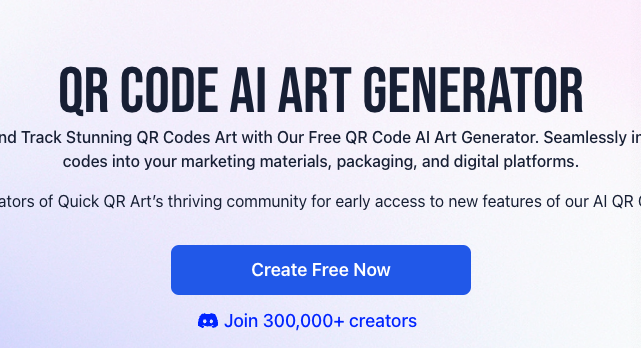 QR CODE AI ART GENERATOR
nd Track Stunning QR Codes Art with Our Free QR Code AI Art Generator. Seamlessly in
codes into your marketing materials, packaging, and digital platforms.
ators of Quick QR Art's thriving community for early access to new features of our AI QR
Create Free Now
Join 300,000+ creators